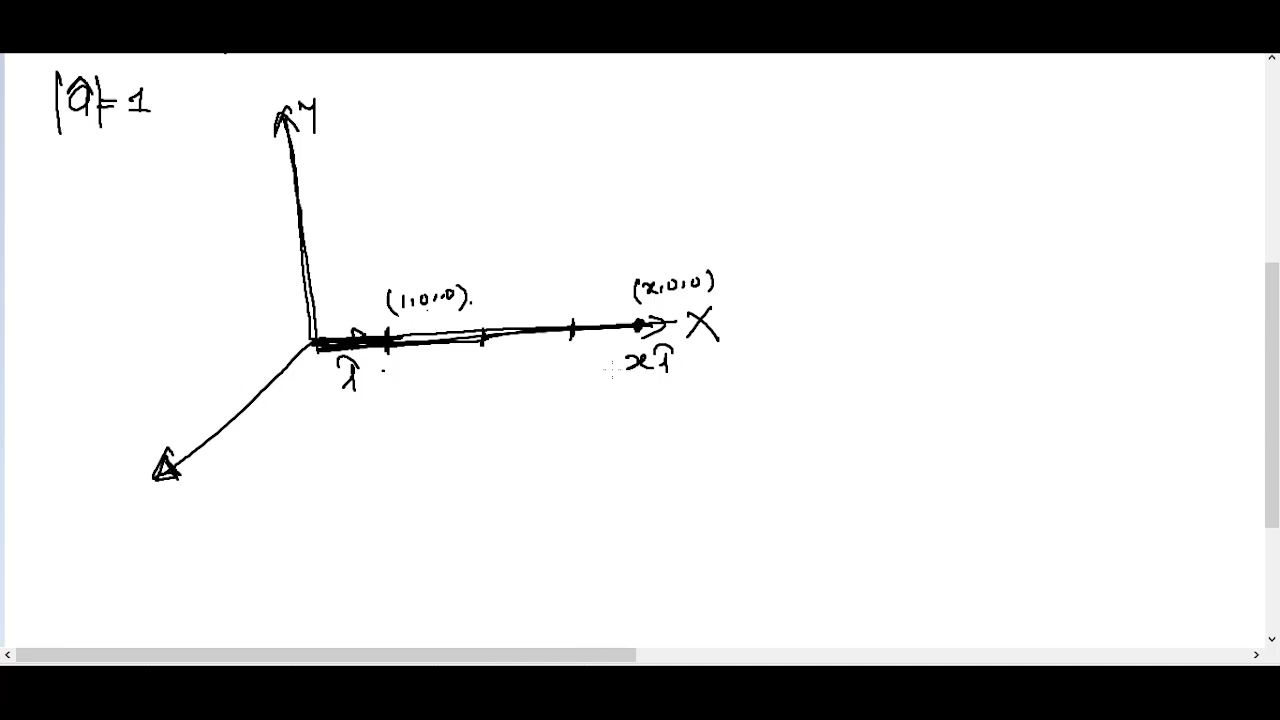 |â|= 1
Y
(1,0,0).
(x,0,0)
X
î
xî